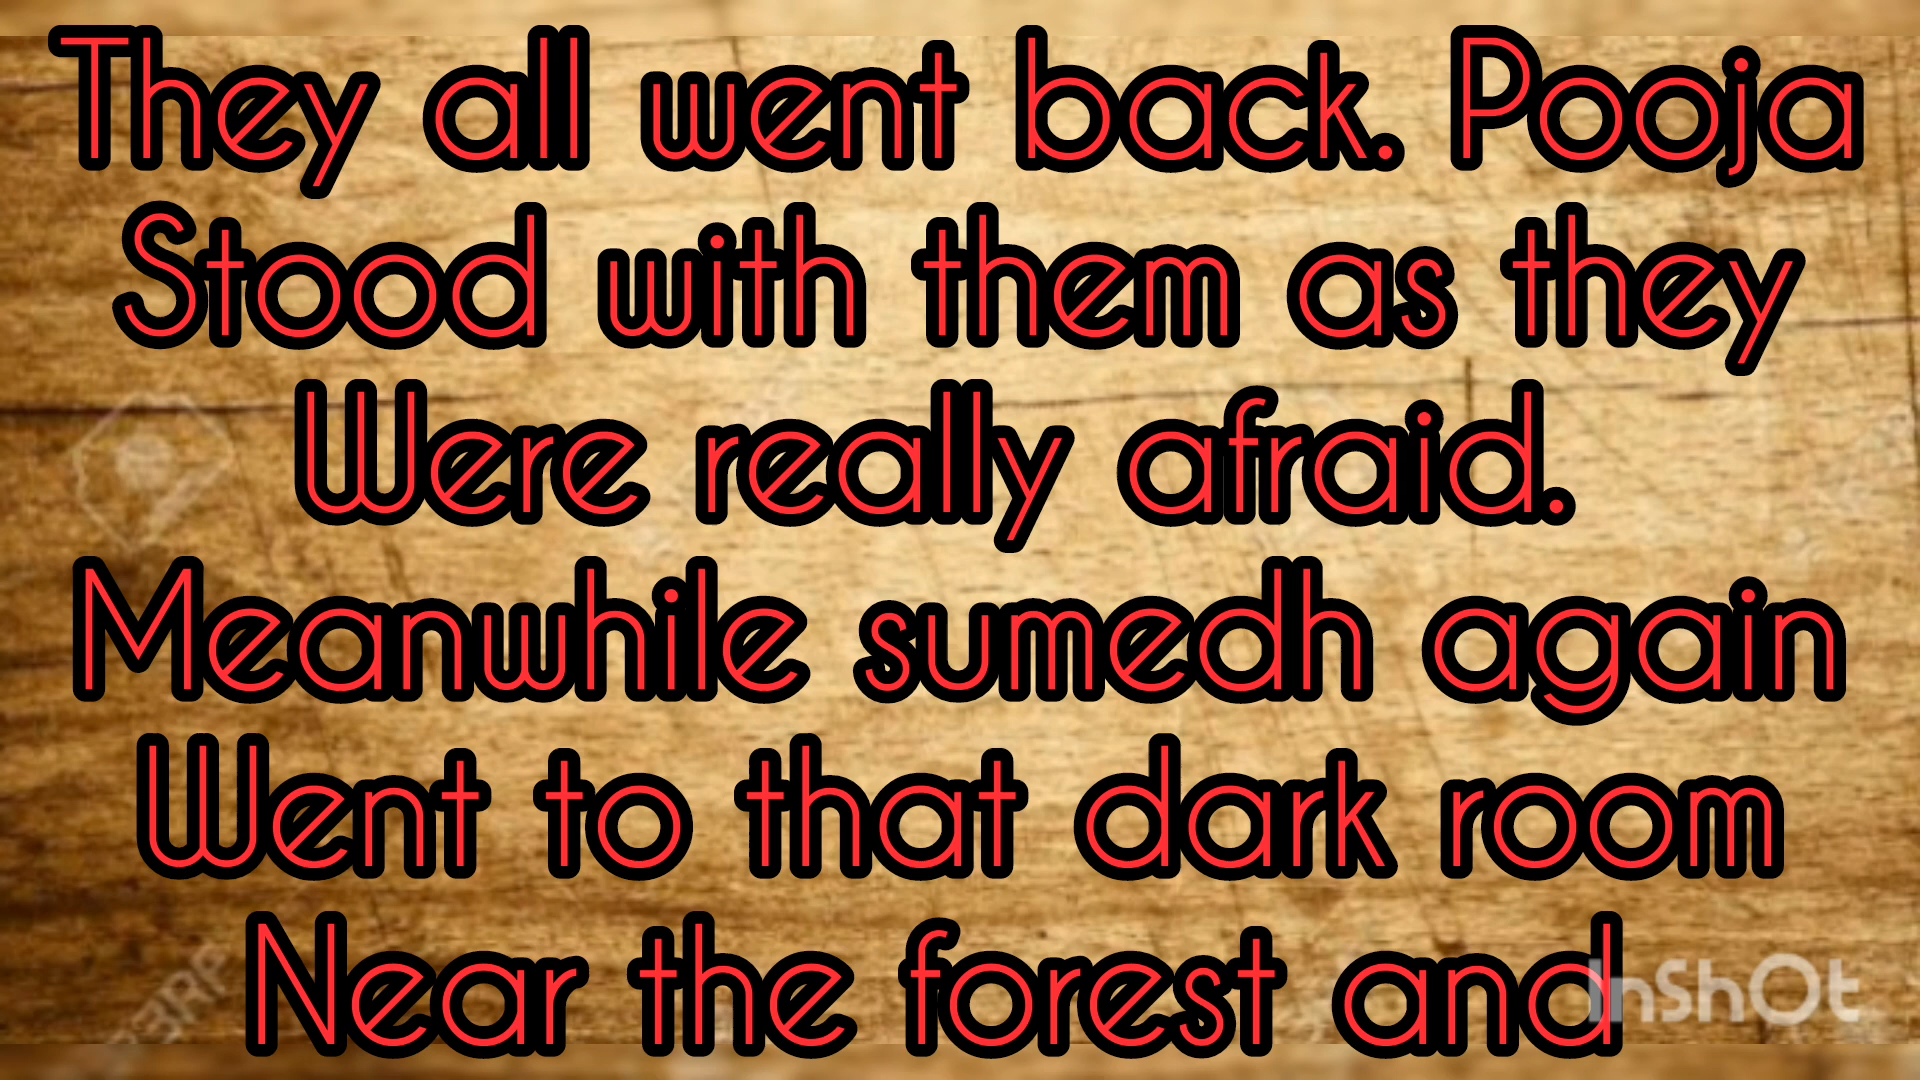 They all went back. Pooja
Stood with them as they
Were really afraid.
Meanwhile sumedh again
Went to that dark room
Near the forest and
InShOt